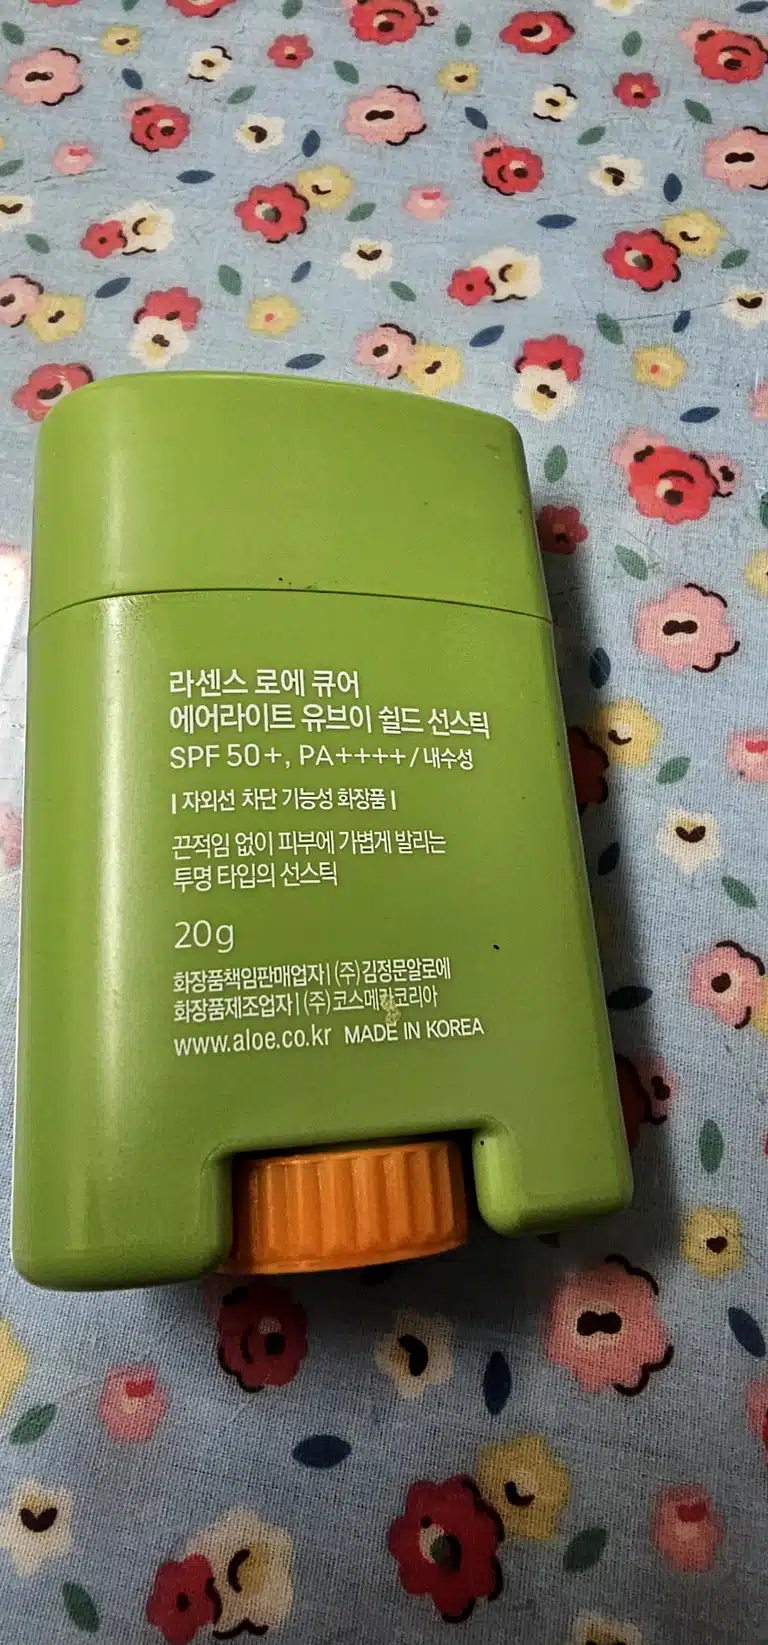 라센스 로에 큐어
에어라이트 유브이 쉴드 선스틱
SPF 50+, PA++++/내수성
| 자외선 차단 기능성 화장품 |
끈적임 없이 피부에 가볍게 발리는
투명 타입의 선스틱
20g
화장품책임판매업자 | (주)김정문알로에
화장품제조업자 | (주)코스메카코리아
www.aloe.co.kr MADE IN KOREA